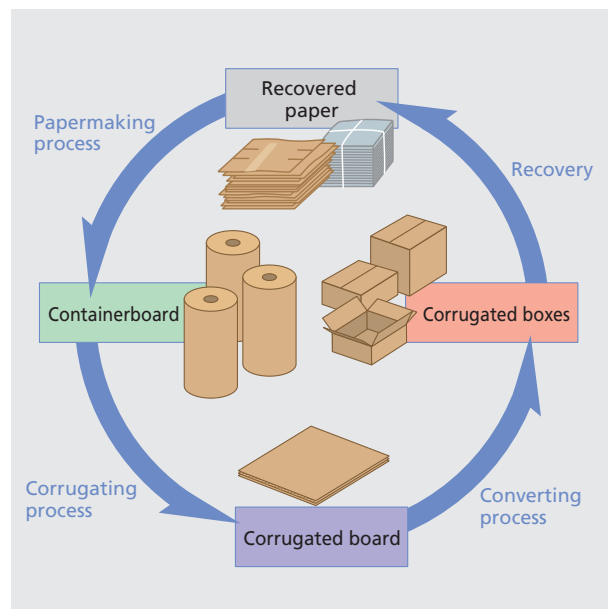 Recovered
paper
Papermaking
process
Recovery
Containerboard
Corrugated boxes
Corrugating
process
Converting
process
Corrugated board